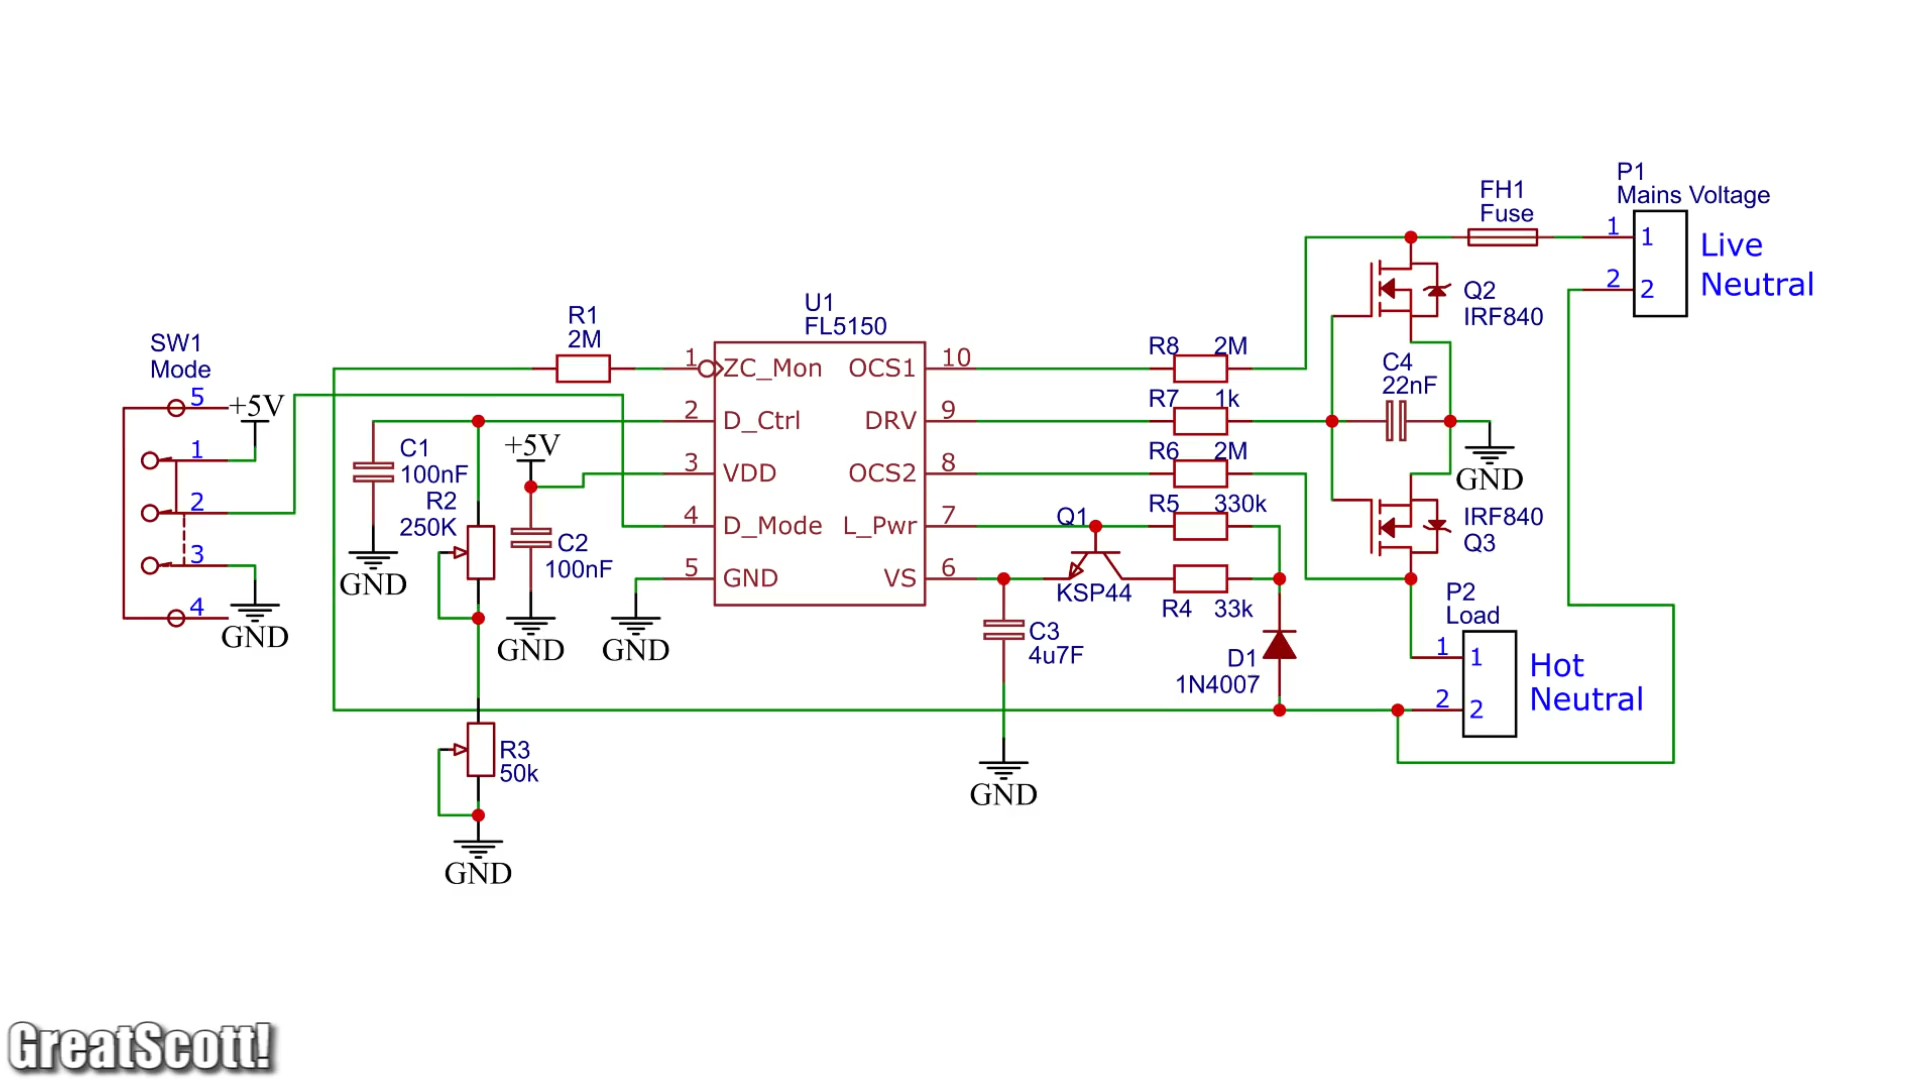 P1
Mains Voltage
FH1
Fuse
1
1
Live
2
2
Neutral
Q2
IRF840
U1
FL5150
R1
2M
SW1
Mode
5
+5V
1
2
3
4
GND
1
ZC_Mon
OCS1
10
R8
2M
2
D_Ctrl
DRV
9
R7
1k
3
VDD
OCS2
8
R6
2M
4
D_Mode
L_Pwr
7
R5
330k
5
GND
VS
6
C4
22nF
GND
C1
100nF
R2
250K
GND
+5V
C2
100nF
GND
GND
Q1
KSP44
R4
33k
IRF840
Q3
C3
4u7F
D1
1N4007
P2
Load
1
1
Hot
2
2
Neutral
R3
50k
GND
GND
GreatScott!